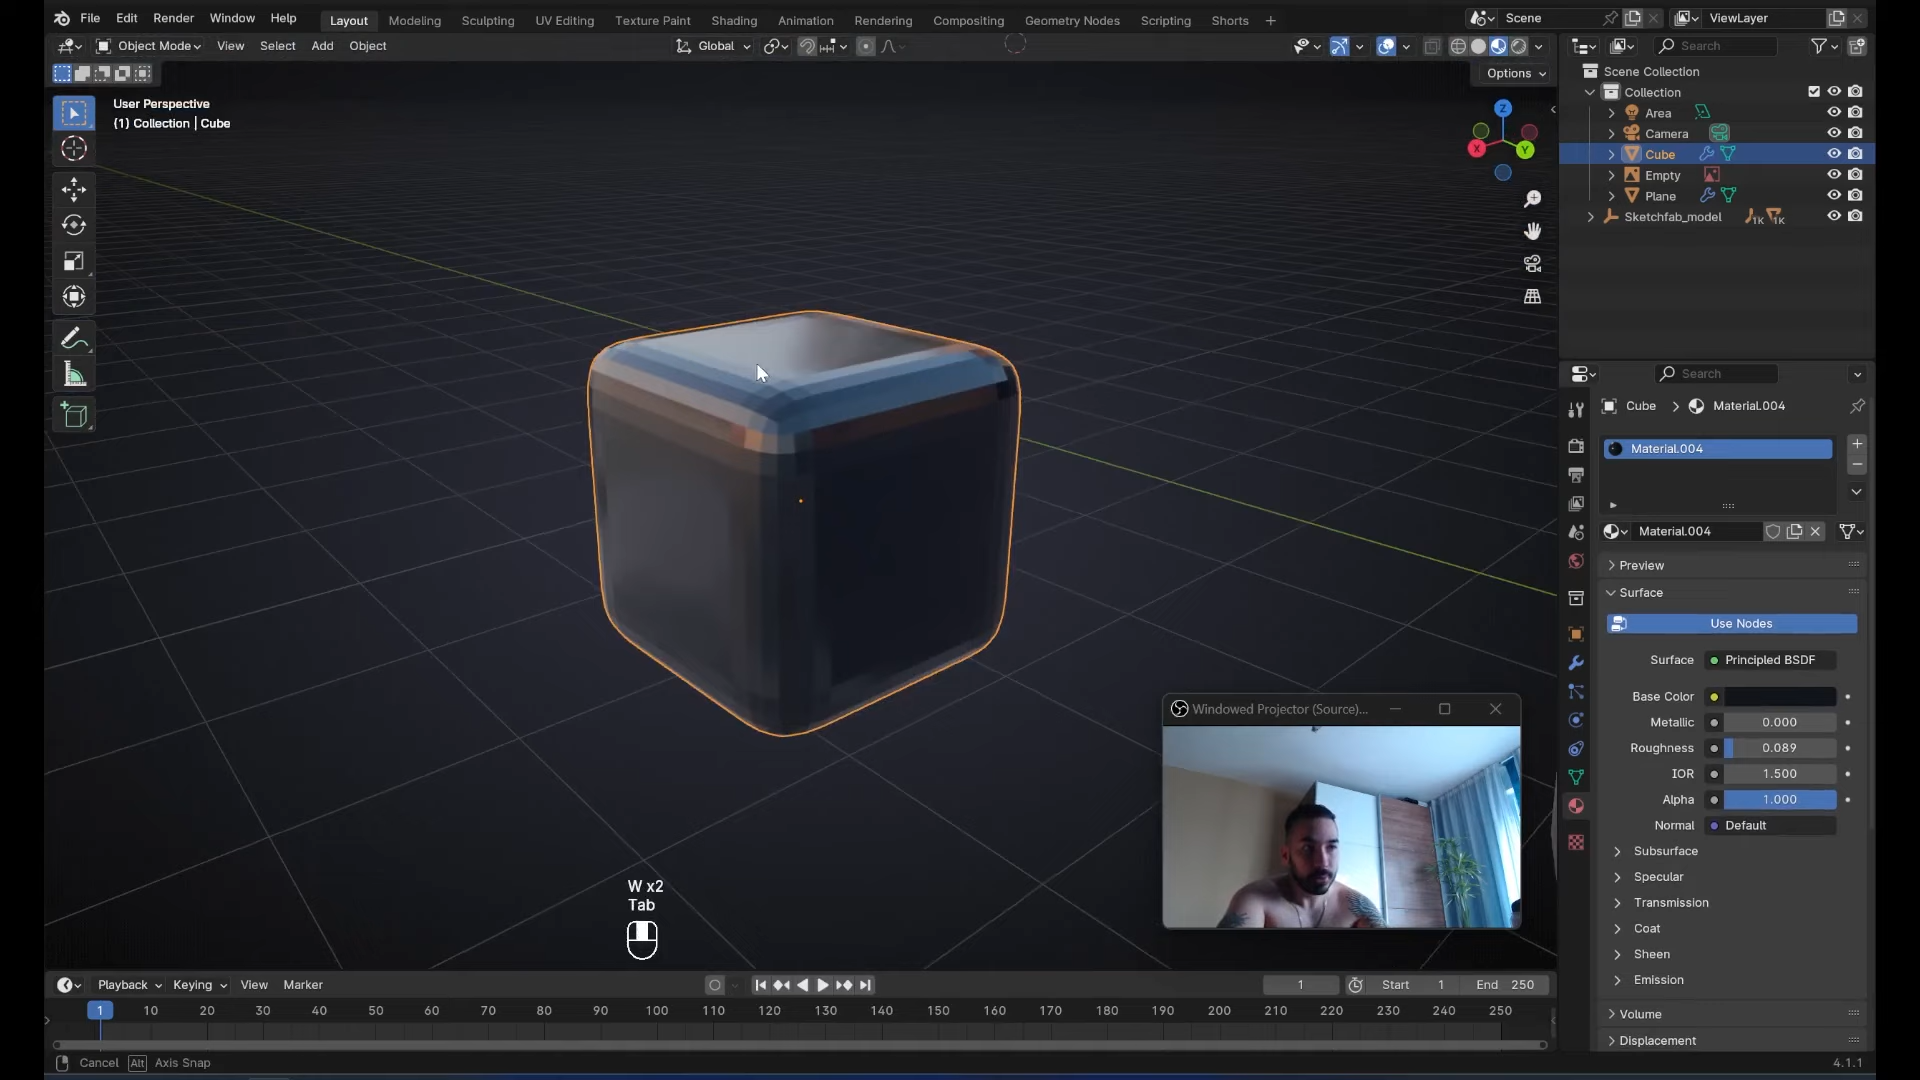 File Edit Render Window Help Layout Modeling Sculpting UV Editing Texture Paint Shading Animation Rendering Compositing Geometry Nodes Scripting Shorts + Scene ViewLayer
Object Mode View Select Add Object Global Search
Options
User Perspective
(1) Collection | Cube
Z
X
Y
Scene Collection
Collection
Area
Camera
Cube
Empty
Plane
Sketchfab_model 1K 1K
Search
Cube > Material.004
Material.004
Material.004
Preview
Surface
Use Nodes
Surface Principled BSDF
Base Color
Metallic 0.000
Roughness 0.089
IOR 1.500
Alpha 1.000
Normal Default
Subsurface
Specular
Transmission
Coat
Sheen
Emission
Volume
Displacement
Windowed Projector (Source)...
W x2
Tab
Playback Keying View Marker 1 Start 1 End 250
1 10 20 30 40 50 60 70 80 90 100 110 120 130 140 150 160 170 180 190 200 210 220 230 240 250
Cancel Alt Axis Snap 4.1.1